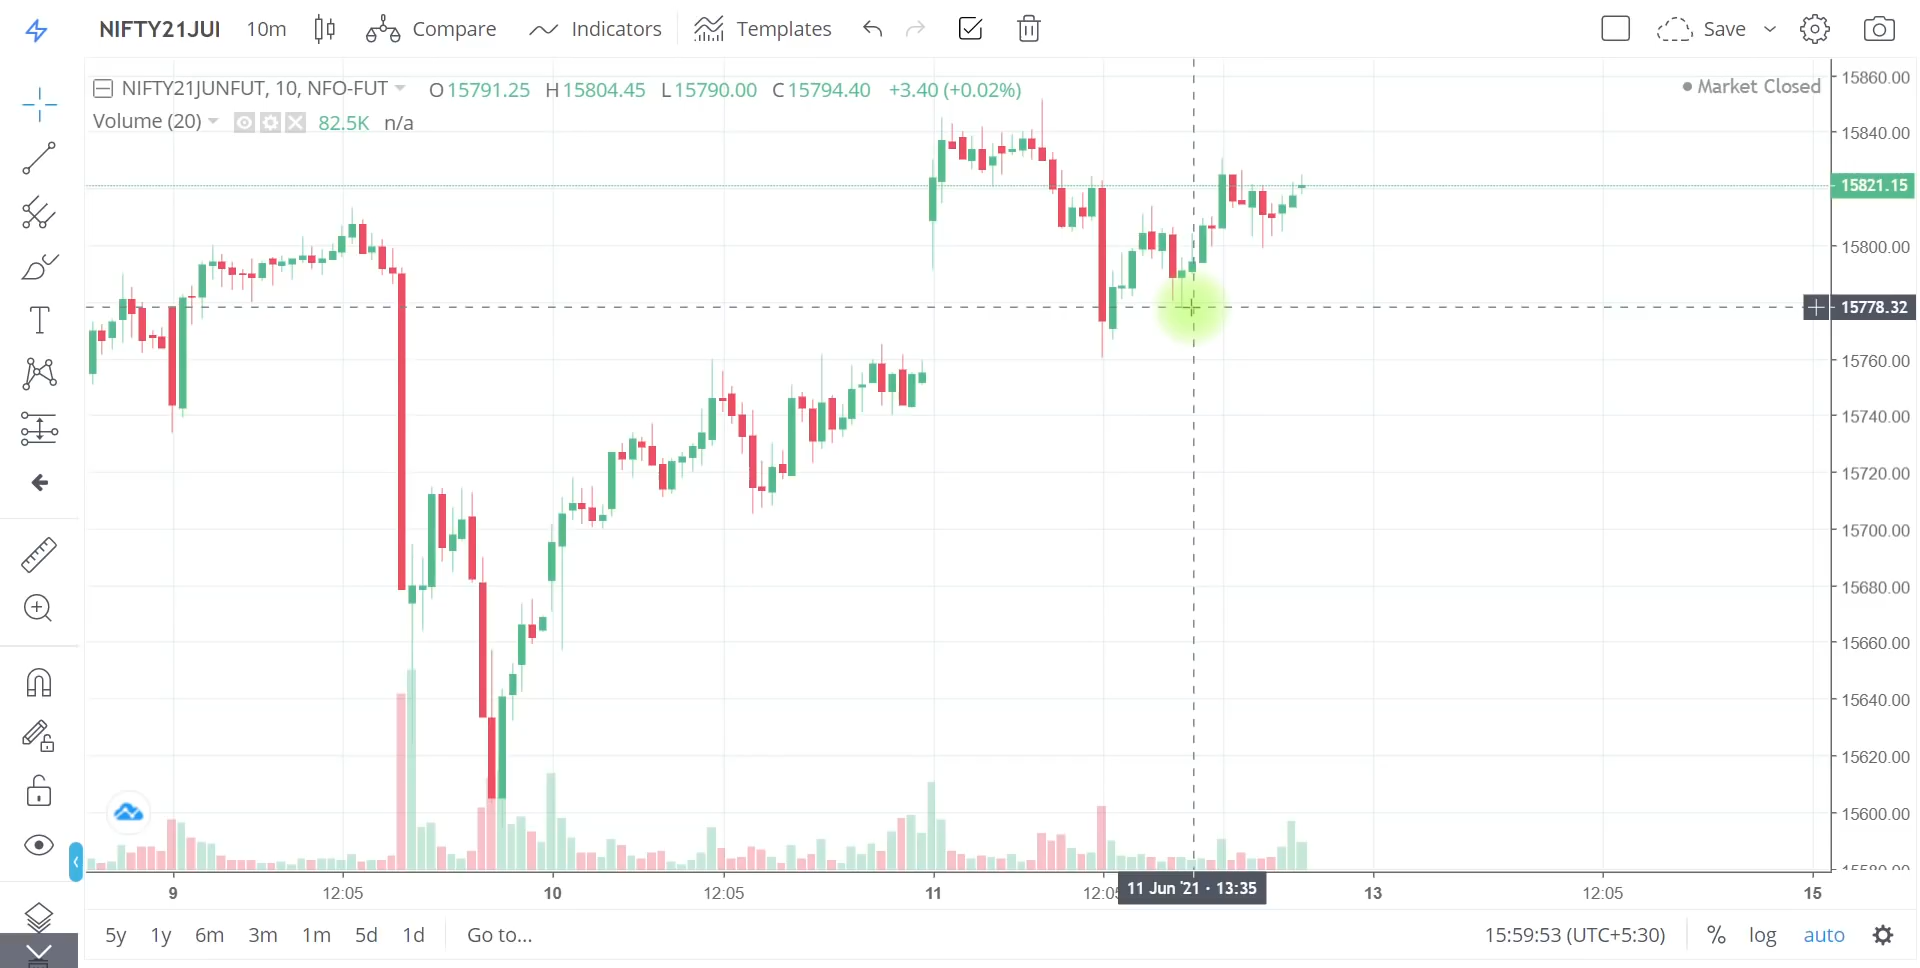 NIFTY21JUI 10m Compare Indicators Templates Save
NIFTY21JUNFUT, 10, NFO-FUT O15791.25 H15804.45 L15790.00 C15794.40 +3.40 (+0.02%)
Market Closed
Volume (20) 82.5K n/a
15860.00
15840.00
15821.15
15800.00
15778.32
15760.00
15740.00
15720.00
15700.00
15680.00
15660.00
15640.00
15620.00
15600.00
15580.00
9 12:05 10 12:05 11 12:05 11 Jun '21 · 13:35 13 12:05 15
5y 1y 6m 3m 1m 5d 1d Go to... 15:59:53 (UTC+5:30) % log auto